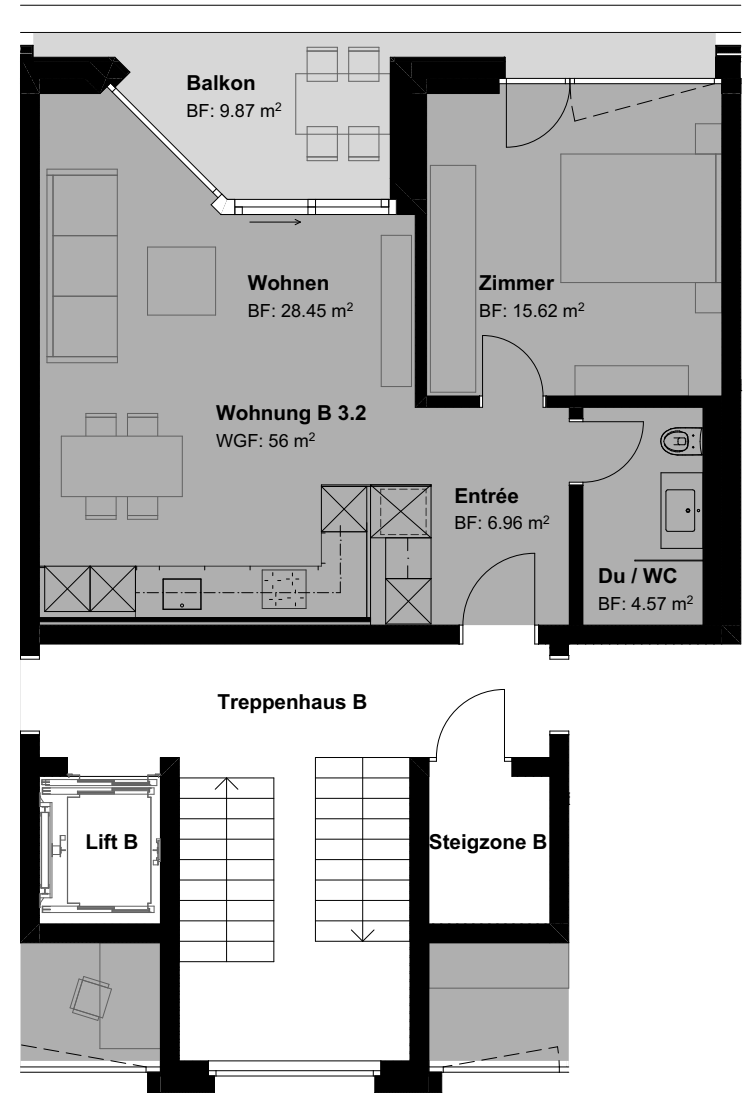 Balkon
BF: 9.87 m²
Wohnen
BF: 28.45 m²
Zimmer
BF: 15.62 m²
Wohnung B 3.2
WGF: 56 m²
Entrée
BF: 6.96 m²
Du / WC
BF: 4.57 m²
Treppenhaus B
Lift B
Steigzone B